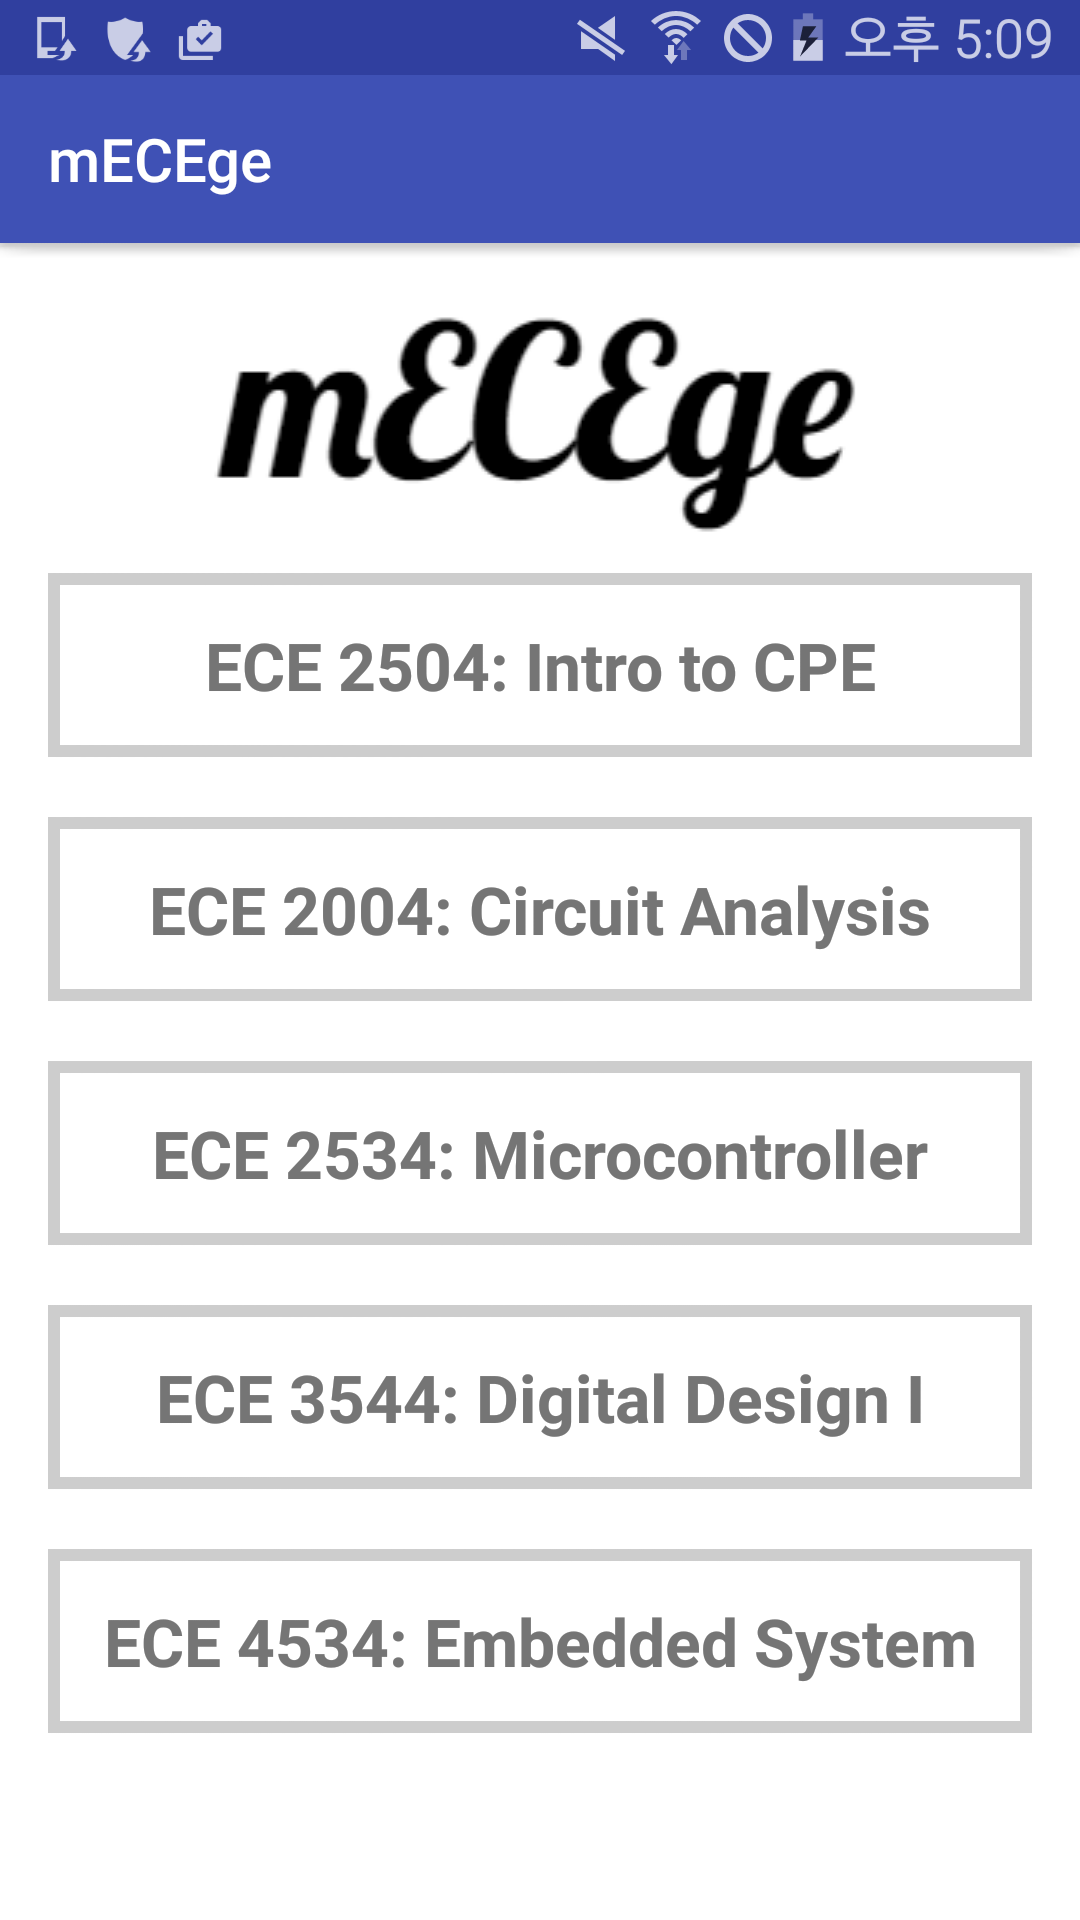 오후 5:09
mECEge
mECEge
ECE 2504: Intro to CPE
ECE 2004: Circuit Analysis
ECE 2534: Microcontroller
ECE 3544: Digital Design I
ECE 4534: Embedded System